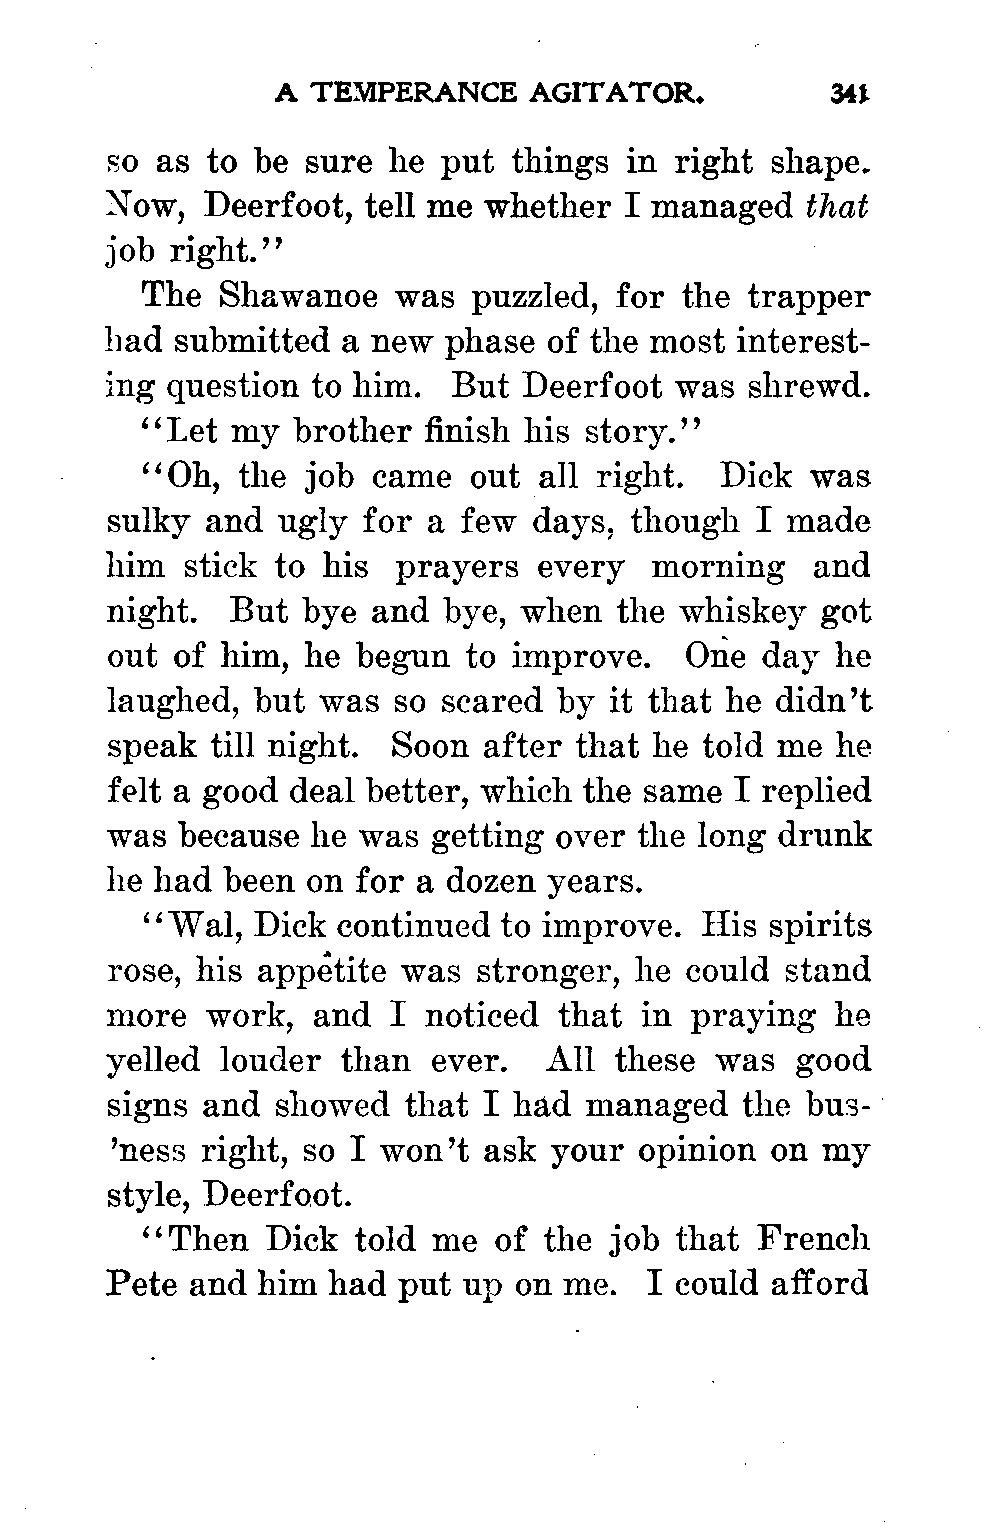 A TEMPERANCE AGITATOR. 341
so as to be sure he put things in right shape.
Now, Deerfoot, tell me whether I managed that
job right.''
The Shawanoe was puzzled, for the trapper
had submitted a new phase of the most interest-
ing question to him. But Deerfoot was shrewd.
''Let my brother finish his story.''
''Oh, the job came out all right. Dick was
sulky and ugly for a few days, though I made
him stick to his prayers every morning and
night. But bye and bye, when the whiskey got
out of him, he begun to improve. One day he
laughed, but was so scared by it that he didn't
speak till night. Soon after that he told me he
felt a good deal better, which the same I replied
was because he was getting over the long drunk
he had been on for a dozen years.
''Wal, Dick continued to improve. His spirits
rose, his appetite was stronger, he could stand
more work, and I noticed that in praying he
yelled louder than ever. All these was good
signs and showed that I had managed the bus-
'ness right, so I won't ask your opinion on my
style, Deerfoot.
''Then Dick told me of the job that French
Pete and him had put up on me. I could afford